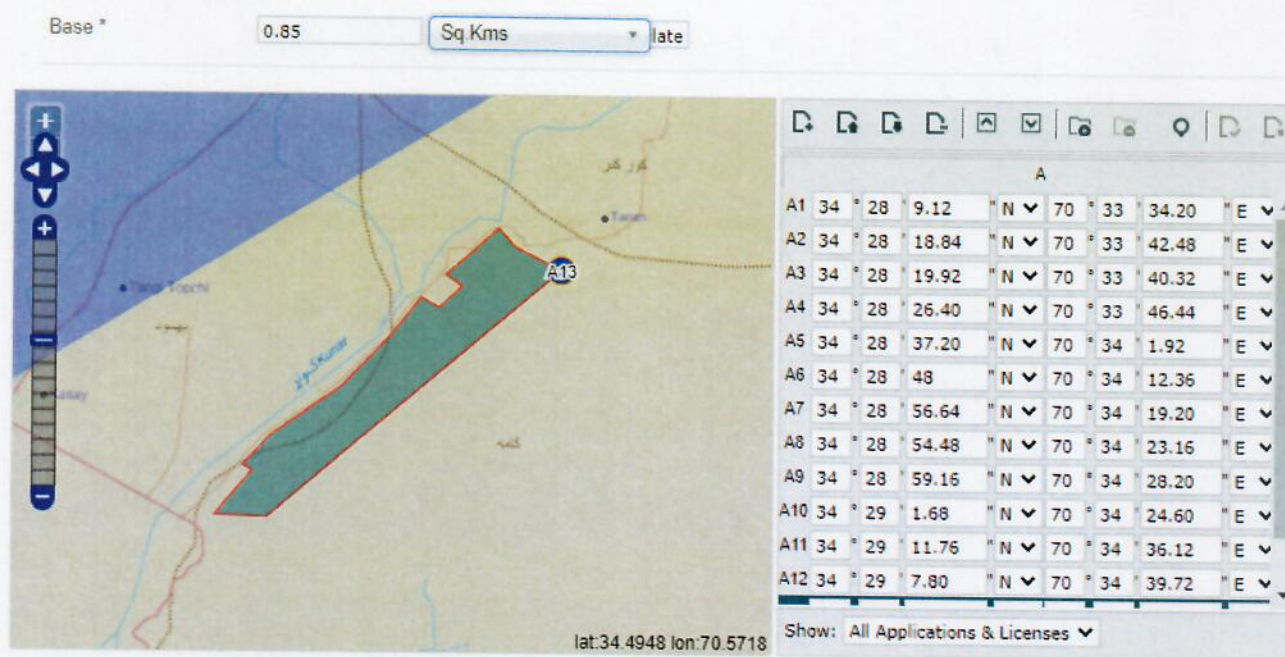 Base * 0.85 Sq.Kms late
کوز کر
Tangi Topchi
A13
بهسود
Kunar
کامه
lat:34.4948 lon:70.5718
A
A1 34 ° 28 ' 9.12 " N 70 ° 33 ' 34.20 " E
A2 34 ° 28 ' 18.84 " N 70 ° 33 ' 42.48 " E
A3 34 ° 28 ' 19.92 " N 70 ° 33 ' 40.32 " E
A4 34 ° 28 ' 26.40 " N 70 ° 33 ' 46.44 " E
A5 34 ° 28 ' 37.20 " N 70 ° 34 ' 1.92 " E
A6 34 ° 28 ' 48 " N 70 ° 34 ' 12.36 " E
A7 34 ° 28 ' 56.64 " N 70 ° 34 ' 19.20 " E
A8 34 ° 28 ' 54.48 " N 70 ° 34 ' 23.16 " E
A9 34 ° 28 ' 59.16 " N 70 ° 34 ' 28.20 " E
A10 34 ° 29 ' 1.68 " N 70 ° 34 ' 24.60 " E
A11 34 ° 29 ' 11.76 " N 70 ° 34 ' 36.12 " E
A12 34 ° 29 ' 7.80 " N 70 ° 34 ' 39.72 " E
Show: All Applications & Licenses